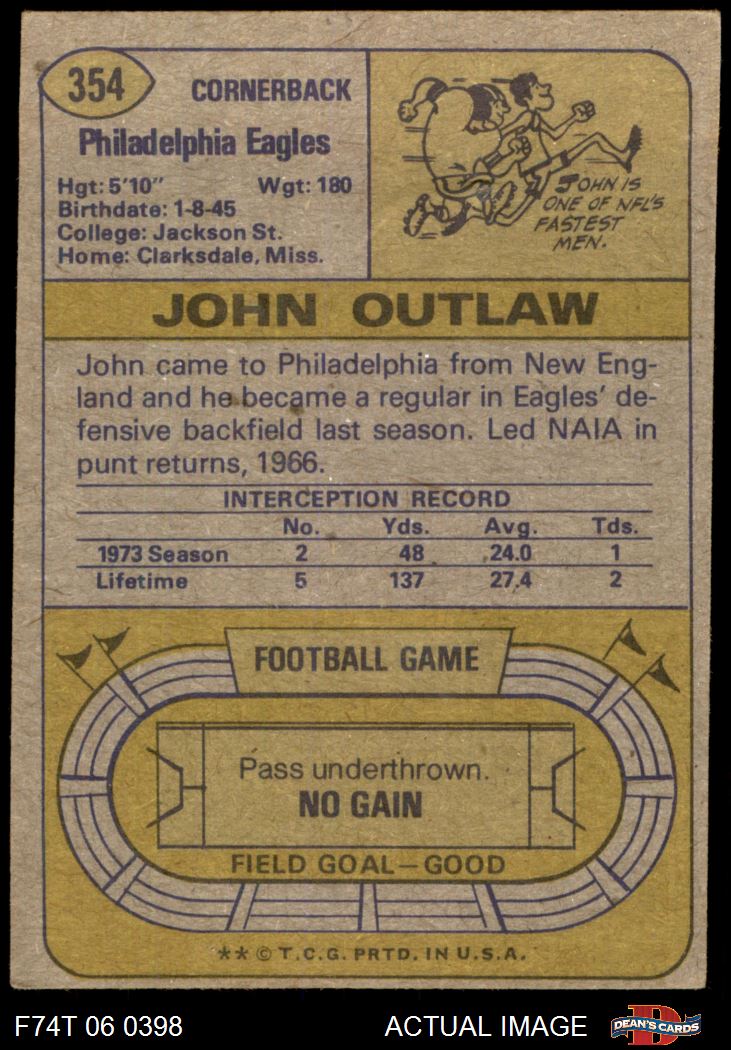 354
CORNERBACK
Philadelphia Eagles
Hgt: 5'10" Wgt: 180
Birthdate: 1-8-45
College: Jackson St.
Home: Clarksdale, Miss.
JOHN IS
ONE OF NFL'S
FASTEST
MEN.
JOHN OUTLAW
John came to Philadelphia from New Eng-
land and he became a regular in Eagles' de-
fensive backfield last season. Led NAIA in
punt returns, 1966.
INTERCEPTION RECORD
No. Yds. Avg. Tds.
1973 Season 2 48 24.0 1
Lifetime 5 137 27.4 2
FOOTBALL GAME
Pass underthrown.
NO GAIN
FIELD GOAL—GOOD
** © T.C.G. PRTD. IN U.S.A.
F74T 06 0398 ACTUAL IMAGE
D
DEAN'S CARDS